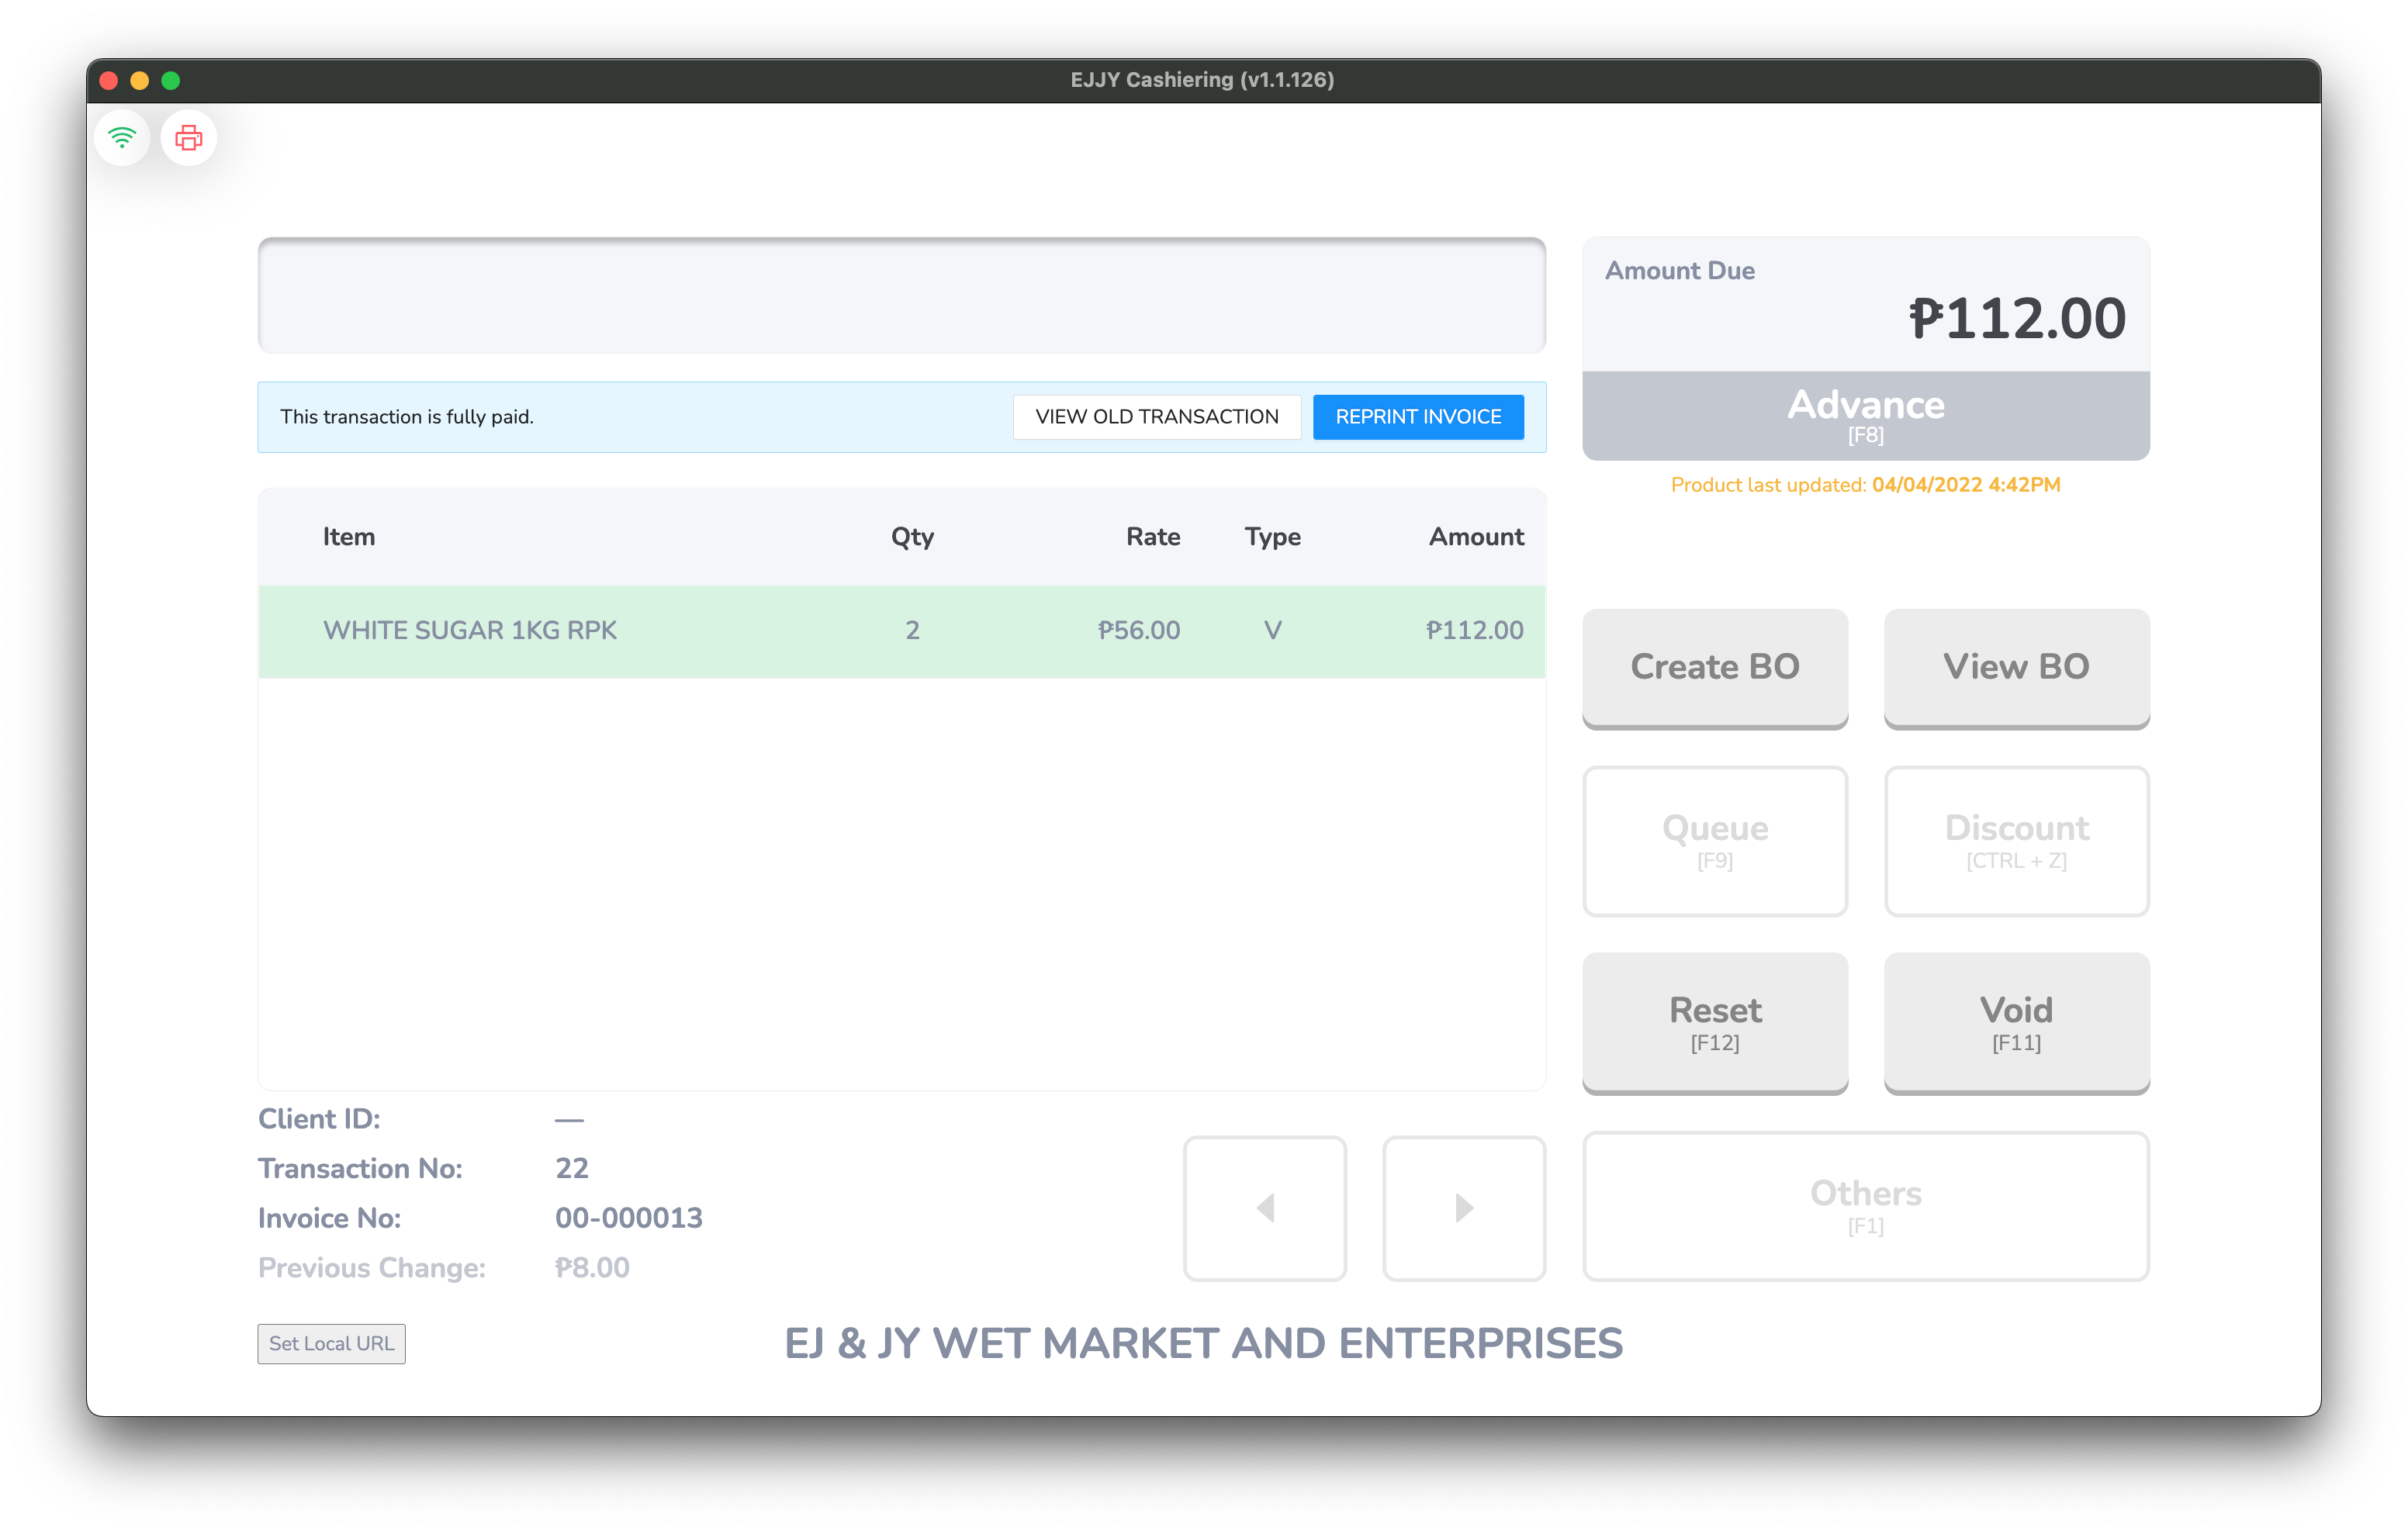 EJJY Cashiering (v1.1.126)
Amount Due
₱112.00
Advance
[F8]
This transaction is fully paid.
VIEW OLD TRANSACTION
REPRINT INVOICE
Product last updated: 04/04/2022 4:42PM
Item Qty Rate Type Amount
WHITE SUGAR 1KG RPK 2 ₱56.00 V ₱112.00
Create BO
View BO
Queue
[F9]
Discount
[CTRL + Z]
Reset
[F12]
Void
[F11]
Client ID: —
Transaction No: 22
Invoice No: 00-000013
Previous Change: ₱8.00
Others
[F1]
Set Local URL
EJ & JY WET MARKET AND ENTERPRISES